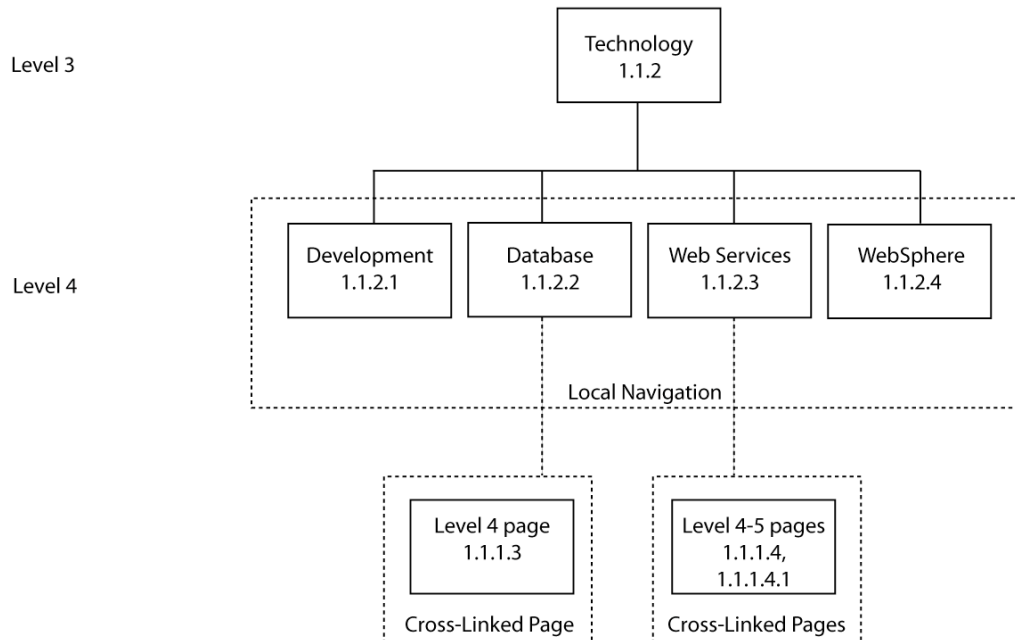 Level 3
Technology
1.1.2
Level 4
Development
1.1.2.1
Database
1.1.2.2
Web Services
1.1.2.3
WebSphere
1.1.2.4
Local Navigation
Level 4 page
1.1.1.3
Cross-Linked Page
Level 4-5 pages
1.1.1.4,
1.1.1.4.1
Cross-Linked Pages